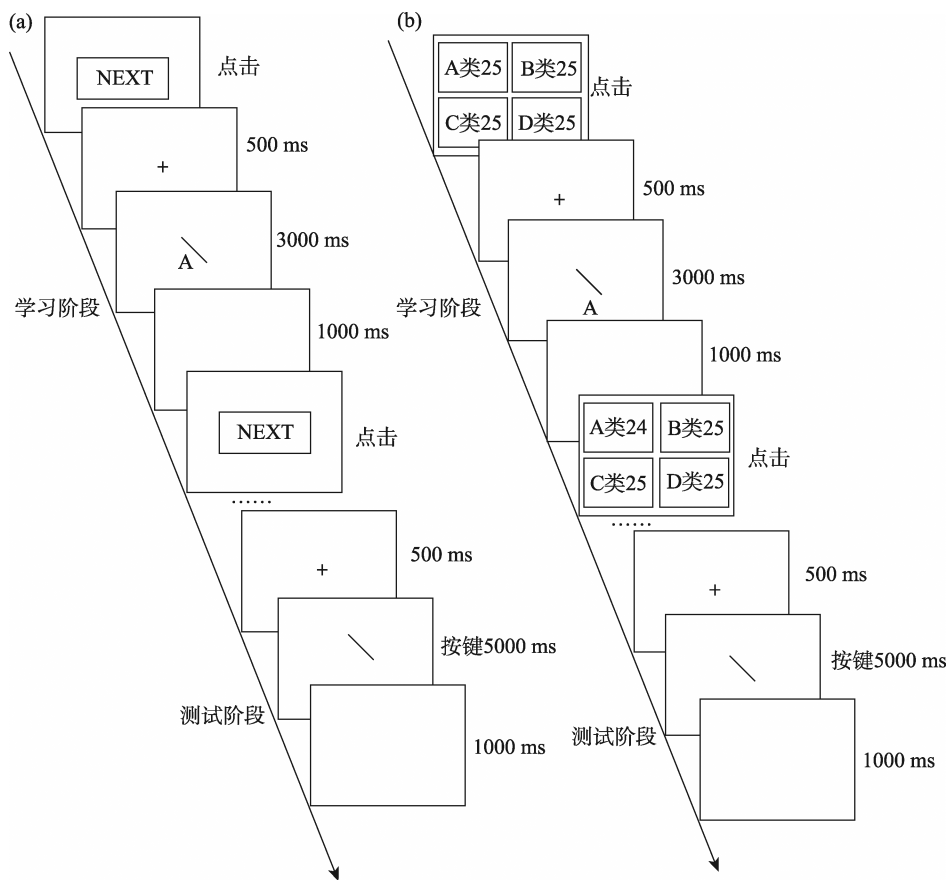 (a)
NEXT
点击
+
500 ms
A
3000 ms
学习阶段
1000 ms
NEXT
点击
……
+
500 ms
按键5000 ms
测试阶段
1000 ms
(b)
A类25 B类25
点击
C类25 D类25
+
500 ms
3000 ms
A
学习阶段
1000 ms
A类24 B类25
点击
C类25 D类25
……
+
500 ms
按键5000 ms
测试阶段
1000 ms